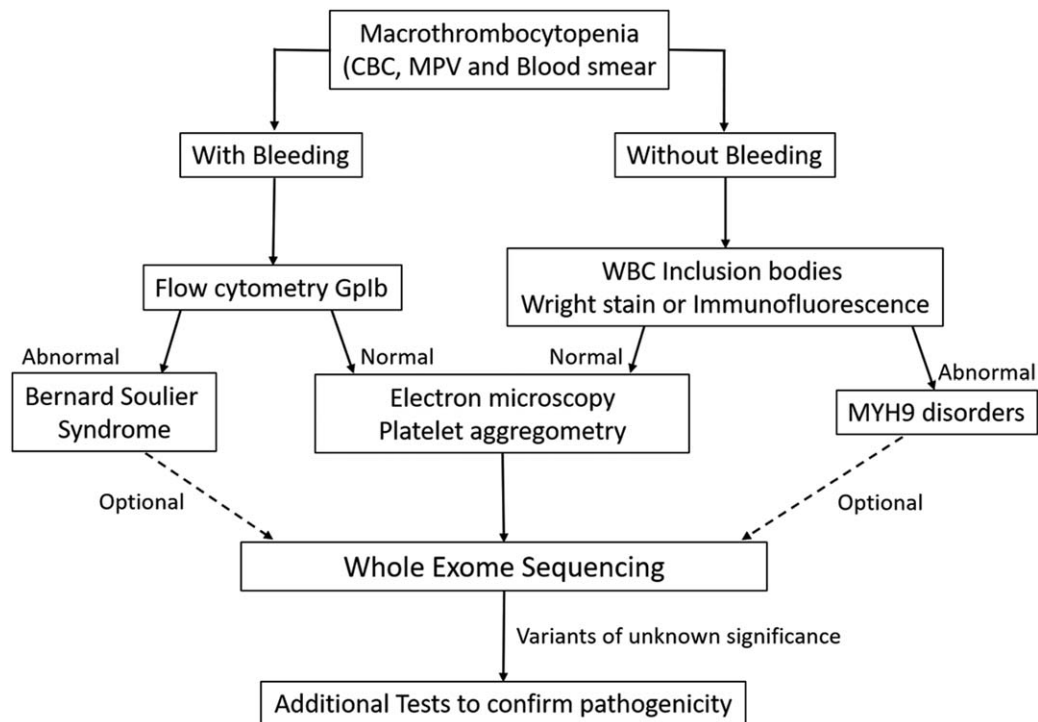 Macrothrombocytopenia
(CBC, MPV and Blood smear
With Bleeding
Without Bleeding
Flow cytometry GpIb
WBC Inclusion bodies
Wright stain or Immunofluorescence
Abnormal
Normal
Normal
Abnormal
Bernard Soulier
Syndrome
Electron microscopy
Platelet aggregometry
MYH9 disorders
Optional
Optional
Whole Exome Sequencing
Variants of unknown significance
Additional Tests to confirm pathogenicity